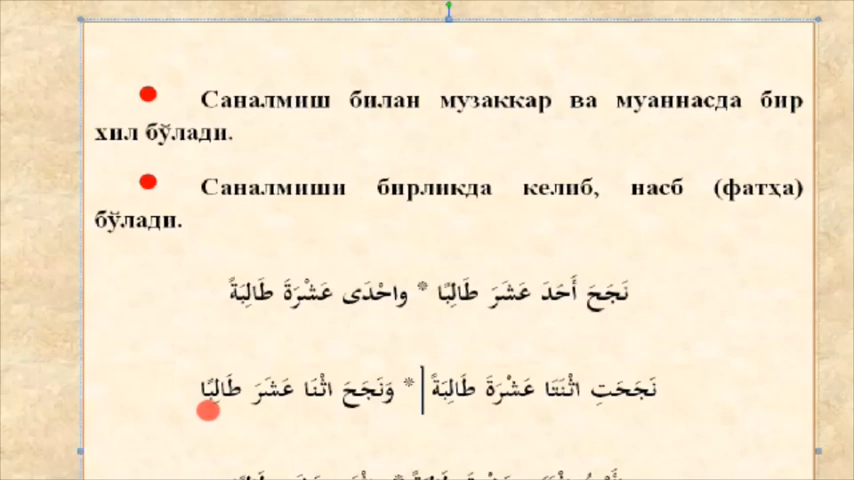 Саналмиш билан музаккар ва муаннасда бир
хил бўлади.
Саналмиши бирликда келиб, насб (фатҳа)
бўлади.
نَجَحَ أَحَدَ عَشَرَ طَالِبًا * واحْدَى عَشْرَةَ طَالِبَةً
نَجَحَتِ اثْنَتَا عَشْرَةَ طَالِبَةً * وَنَجَحَ اثْنَا عَشَرَ طَالِبًا